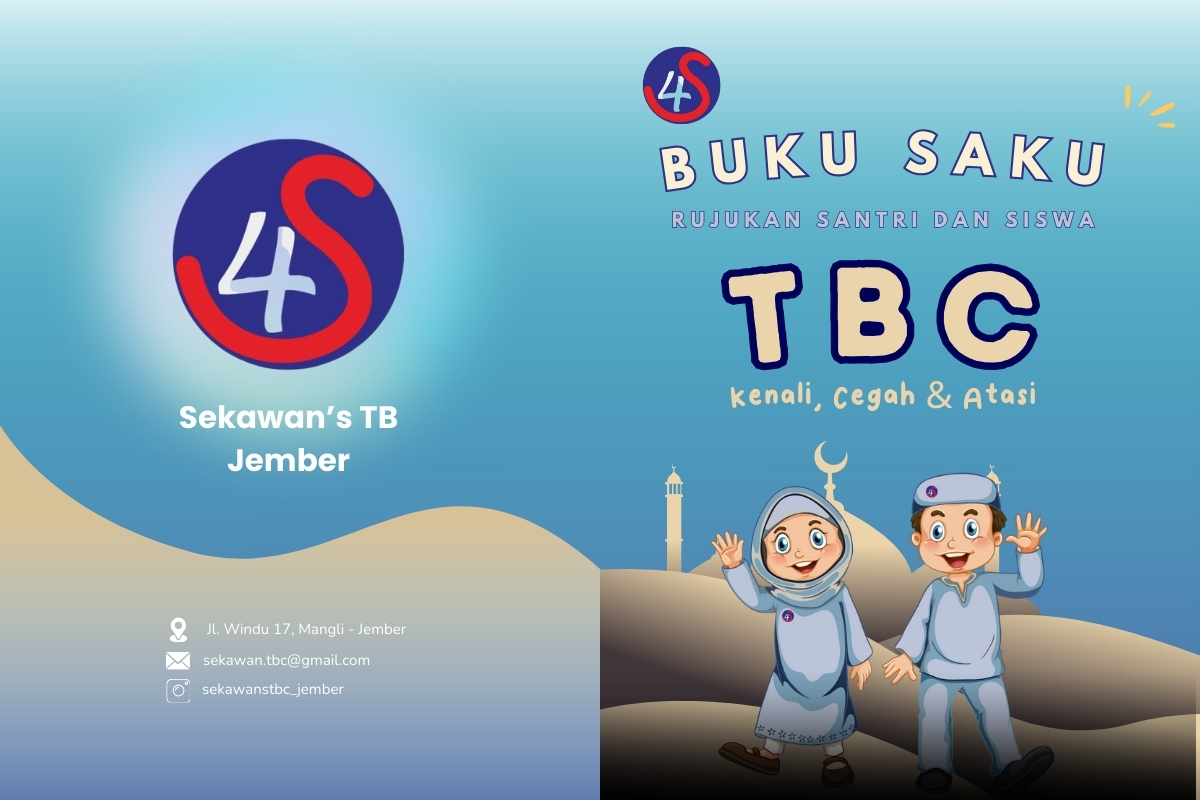 4S
Sekawan’s TB
Jember
Jl. Windu 17, Mangli - Jember
sekawan.tbc@gmail.com
sekawanstbc_jember
4S
BUKU SAKU
RUJUKAN SANTRI DAN SISWA
TBC
Kenali, Cegah & Atasi